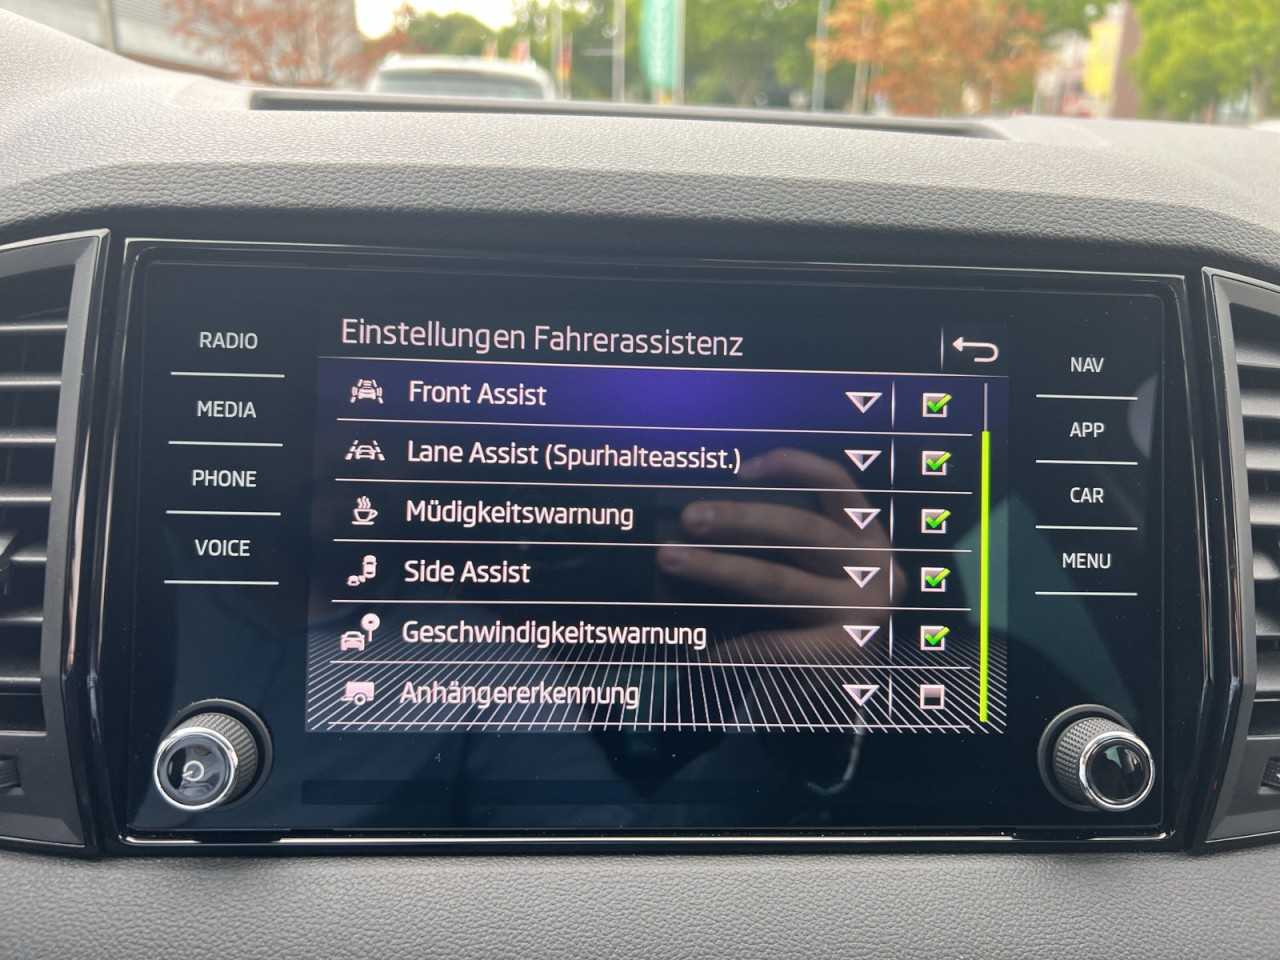 Einstellungen Fahrerassistenz
RADIO
MEDIA
PHONE
VOICE
Front Assist
Lane Assist (Spurhalteassist.)
Müdigkeitswarnung
Side Assist
Geschwindigkeitswarnung
Anhängererkennung
NAV
APP
CAR
MENU